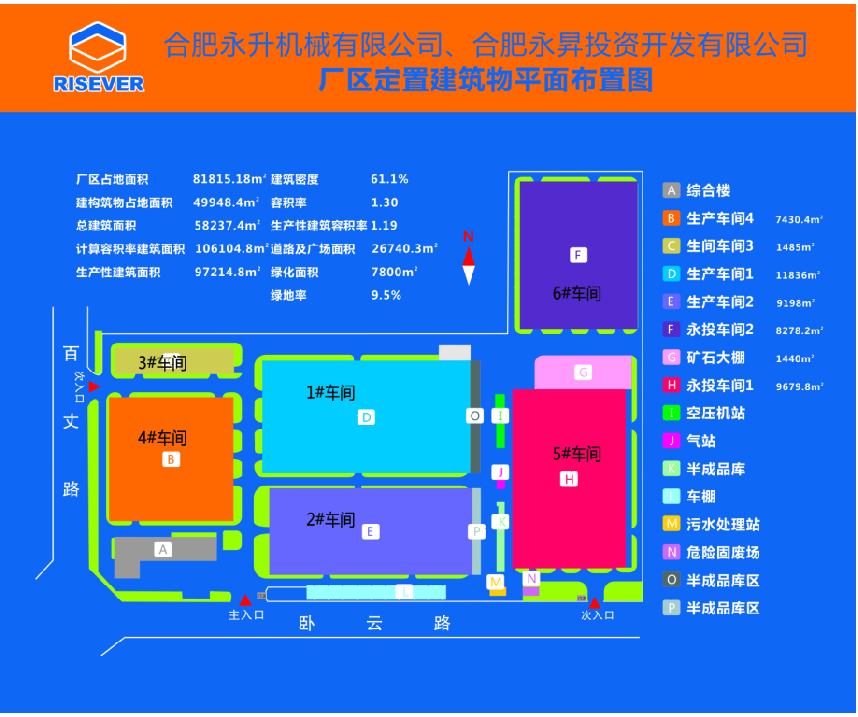 合肥永升机械有限公司、合肥永昇投资开发有限公司
厂区定置建筑物平面布置图
RISEVER
厂区占地面积 81815.18m² 建筑密度 61.1%
建构筑物占地面积 49948.4m² 容积率 1.30
总建筑面积 58237.4m² 生产性建筑容积率 1.19
计算容积率建筑面积 106104.8m² 道路及广场面积 26740.3m²
生产性建筑面积 97214.8m² 绿化面积 7800m²
绿地率 9.5%
N
A 综合楼
B 生产车间4 7430.4m²
C 生间车间3 1485m²
D 生产车间1 11836m²
E 生产车间2 9198m²
F 永投车间2 8278.2m²
G 矿石大棚 1440m²
H 永投车间1 9679.8m²
I 空压机站
J 气站
K 半成品库
车棚
M 污水处理站
N 危险固废场
O 半成品库区
P 半成品库区
F
6#车间
百丈路
次入口
3#车间
1#车间
D
O
I
G
4#车间
B
5#车间
H
J
2#车间
E
P
K
A
M
N
L
主入口
卧云路
次入口